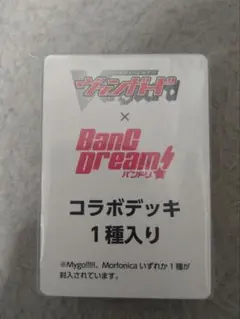 ヴァンガード
Vanguard
×
BanG
Dream!
バンドリ
コラボデッキ
1種入り
※Mygo!!!!!、Morfonica いずれか 1 種が
封入されています。